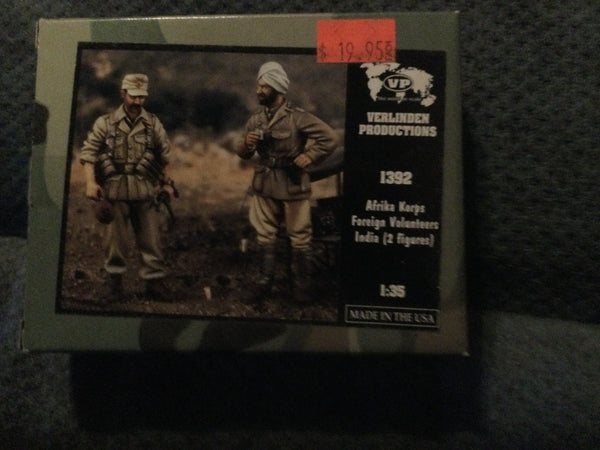 $ 19.95
VP
VERLINDEN
PRODUCTIONS
1392
Afrika Korps
Foreign Volunteers
India (2 figures)
1:35
MADE IN THE USA